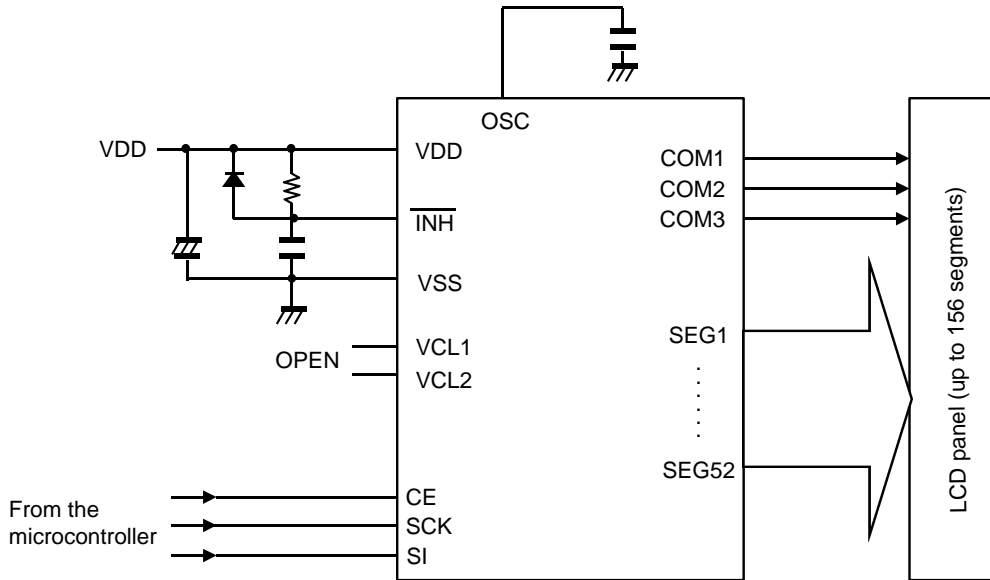 OSC
VDD
VDD
INH
VSS
OPEN
VCL1
VCL2
From the
microcontroller
CE
SCK
SI
COM1
COM2
COM3
SEG1
SEG52
LCD panel (up to 156 segments)